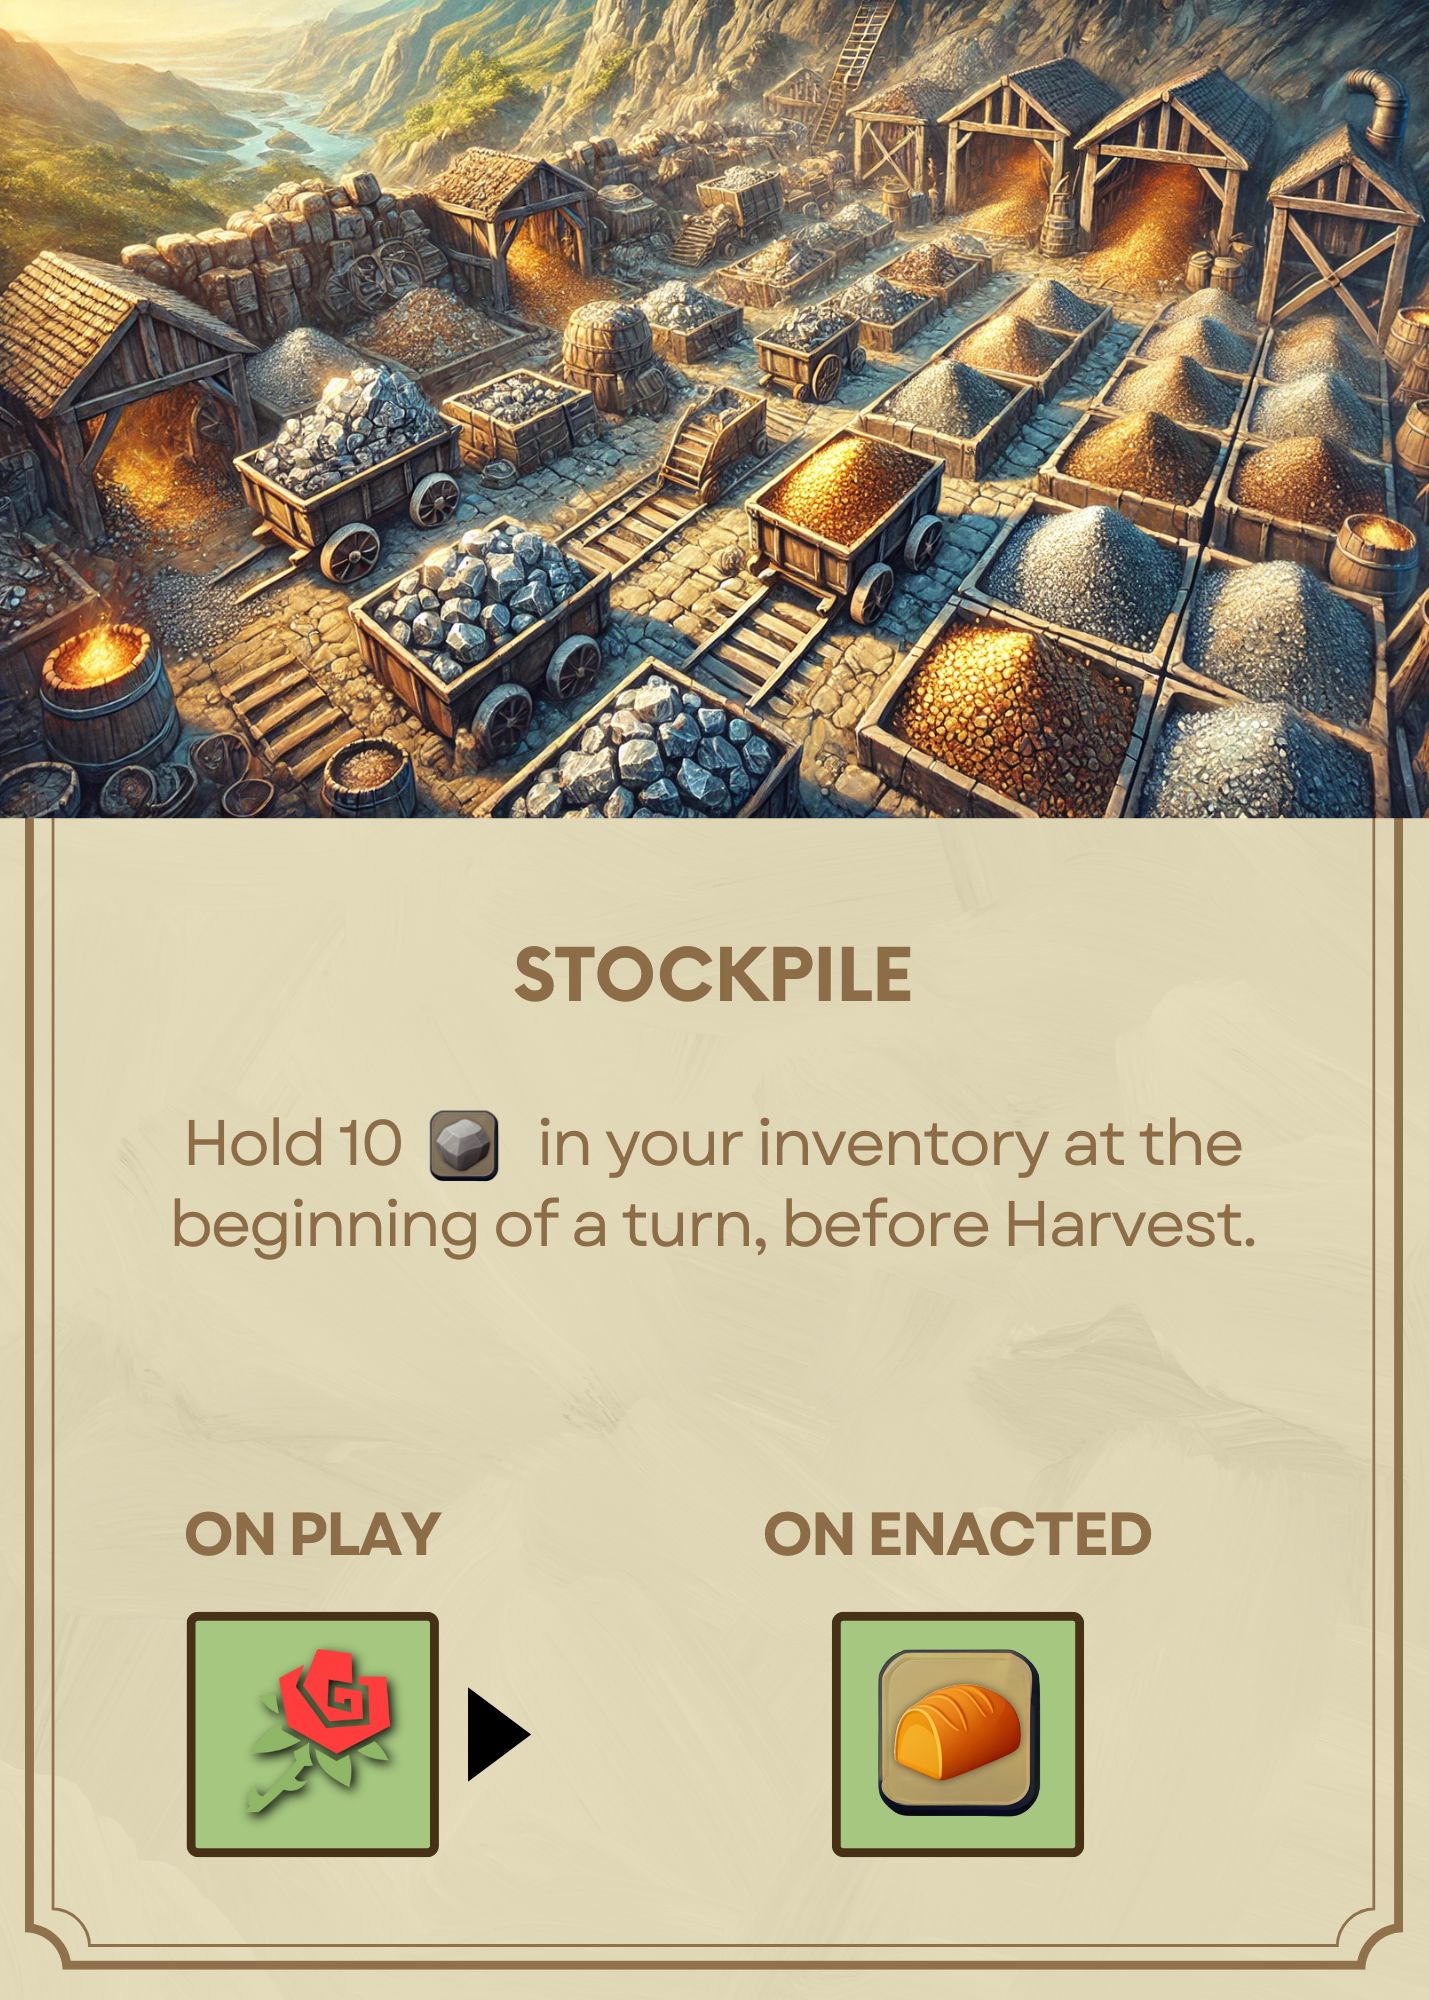 STOCKPILE
Hold 10 in your inventory at the
beginning of a turn, before Harvest.
ON PLAY
ON ENACTED